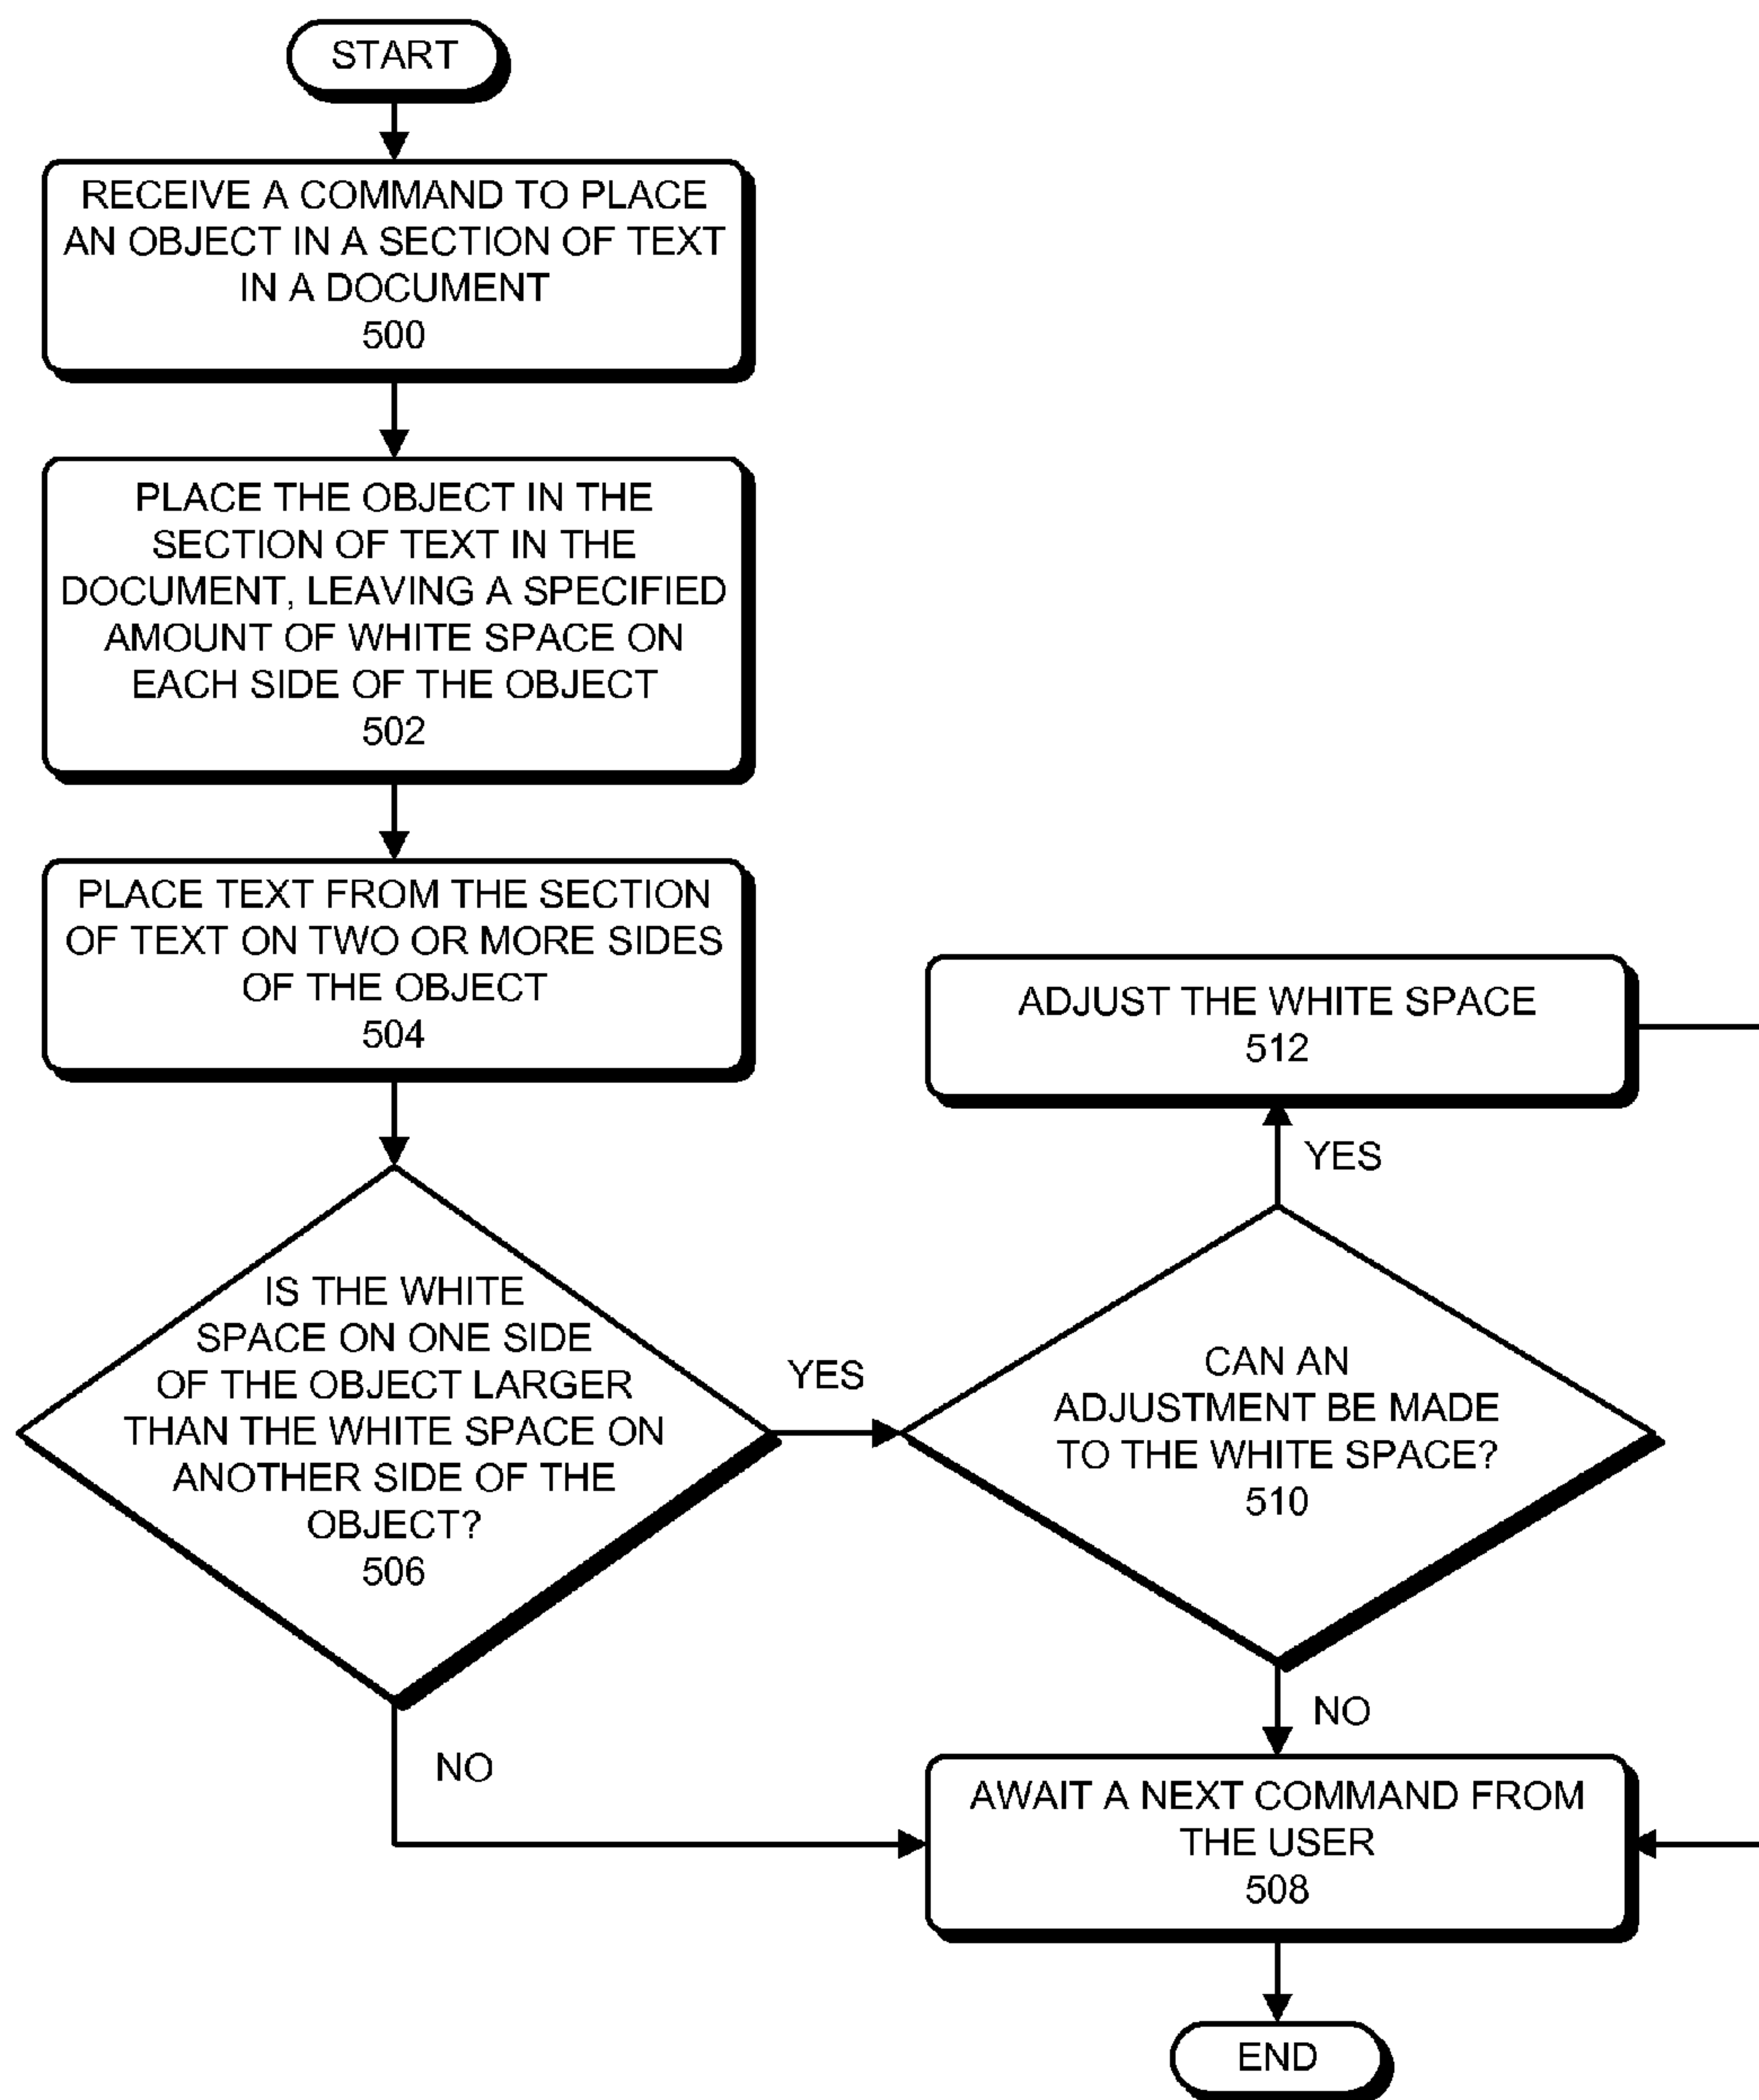 START
RECEIVE A COMMAND TO PLACE
AN OBJECT IN A SECTION OF TEXT
IN A DOCUMENT
500
PLACE THE OBJECT IN THE
SECTION OF TEXT IN THE
DOCUMENT, LEAVING A SPECIFIED
AMOUNT OF WHITE SPACE ON
EACH SIDE OF THE OBJECT
502
PLACE TEXT FROM THE SECTION
OF TEXT ON TWO OR MORE SIDES
OF THE OBJECT
504
IS THE WHITE
SPACE ON ONE SIDE
OF THE OBJECT LARGER
THAN THE WHITE SPACE ON
ANOTHER SIDE OF THE
OBJECT?
506
YES
NO
ADJUST THE WHITE SPACE
512
YES
CAN AN
ADJUSTMENT BE MADE
TO THE WHITE SPACE?
510
NO
AWAIT A NEXT COMMAND FROM
THE USER
508
END